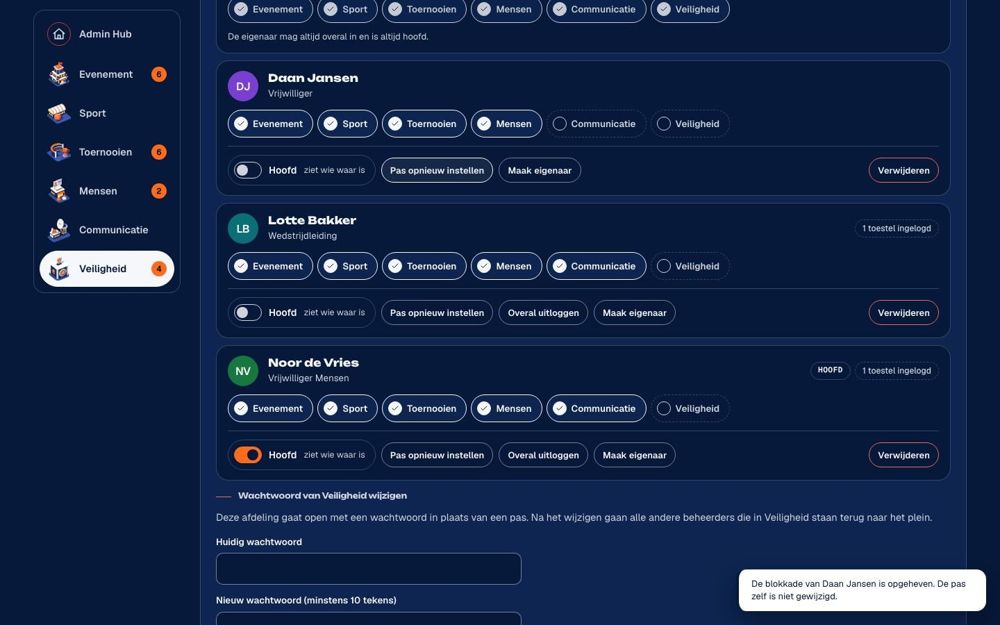 Admin Hub
Evenement 6
Sport
Toernooien 6
Mensen 2
Communicatie
Veiligheid 4
Evenement Sport Toernooien Mensen Communicatie Veiligheid
De eigenaar mag altijd overal in en is altijd hoofd.
DJ
Daan Jansen
Vrijwilliger
Evenement Sport Toernooien Mensen Communicatie Veiligheid
Hoofd ziet wie waar is Pas opnieuw instellen Maak eigenaar Verwijderen
LB
Lotte Bakker
Wedstrijdleiding
1 toestel ingelogd
Evenement Sport Toernooien Mensen Communicatie Veiligheid
Hoofd ziet wie waar is Pas opnieuw instellen Overal uitloggen Maak eigenaar Verwijderen
NV
Noor de Vries
Vrijwilliger Mensen
HOOFD 1 toestel ingelogd
Evenement Sport Toernooien Mensen Communicatie Veiligheid
Hoofd ziet wie waar is Pas opnieuw instellen Overal uitloggen Maak eigenaar Verwijderen
Wachtwoord van Veiligheid wijzigen
Deze afdeling gaat open met een wachtwoord in plaats van een pas. Na het wijzigen gaan alle andere beheerders die in Veiligheid staan terug naar het plein.
Huidig wachtwoord
Nieuw wachtwoord (minstens 10 tekens)
De blokkade van Daan Jansen is opgeheven. De pas
zelf is niet gewijzigd.